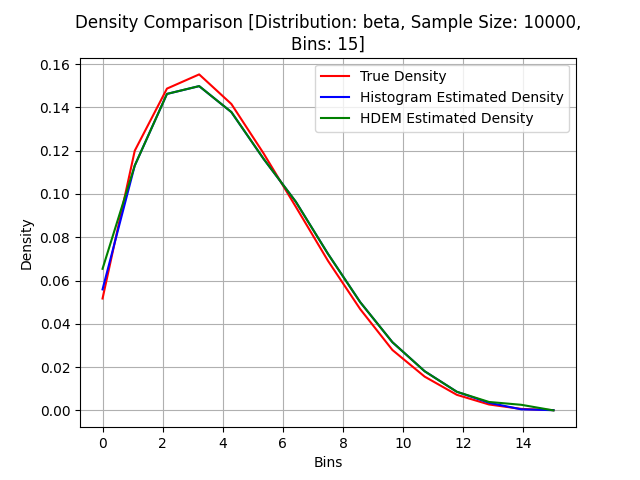 Density Comparison [Distribution: beta, Sample Size: 10000,
Bins: 15]
True Density
Histogram Estimated Density
HDEM Estimated Density
Density
0.16
0.14
0.12
0.10
0.08
0.06
0.04
0.02
0.00
0 2 4 6 8 10 12 14
Bins